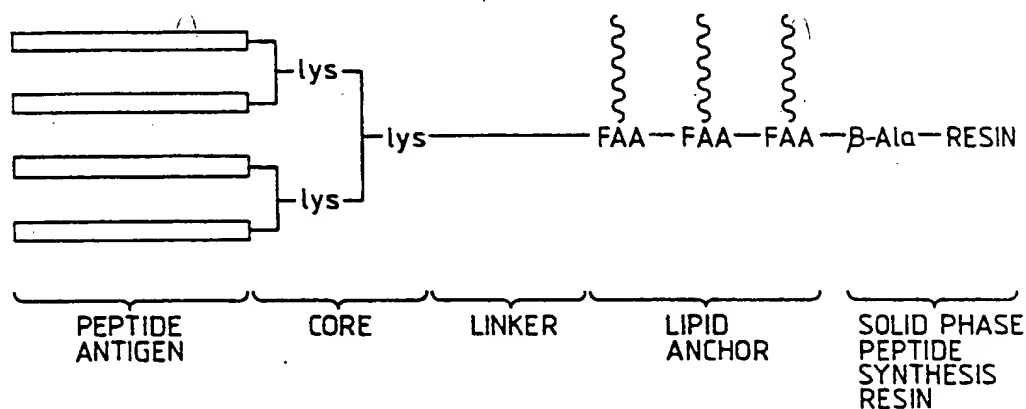 lys
lys
lys
FAA — FAA — FAA — β-Ala — RESIN
PEPTIDE ANTIGEN
CORE
LINKER
LIPID ANCHOR
SOLID PHASE PEPTIDE SYNTHESIS RESIN